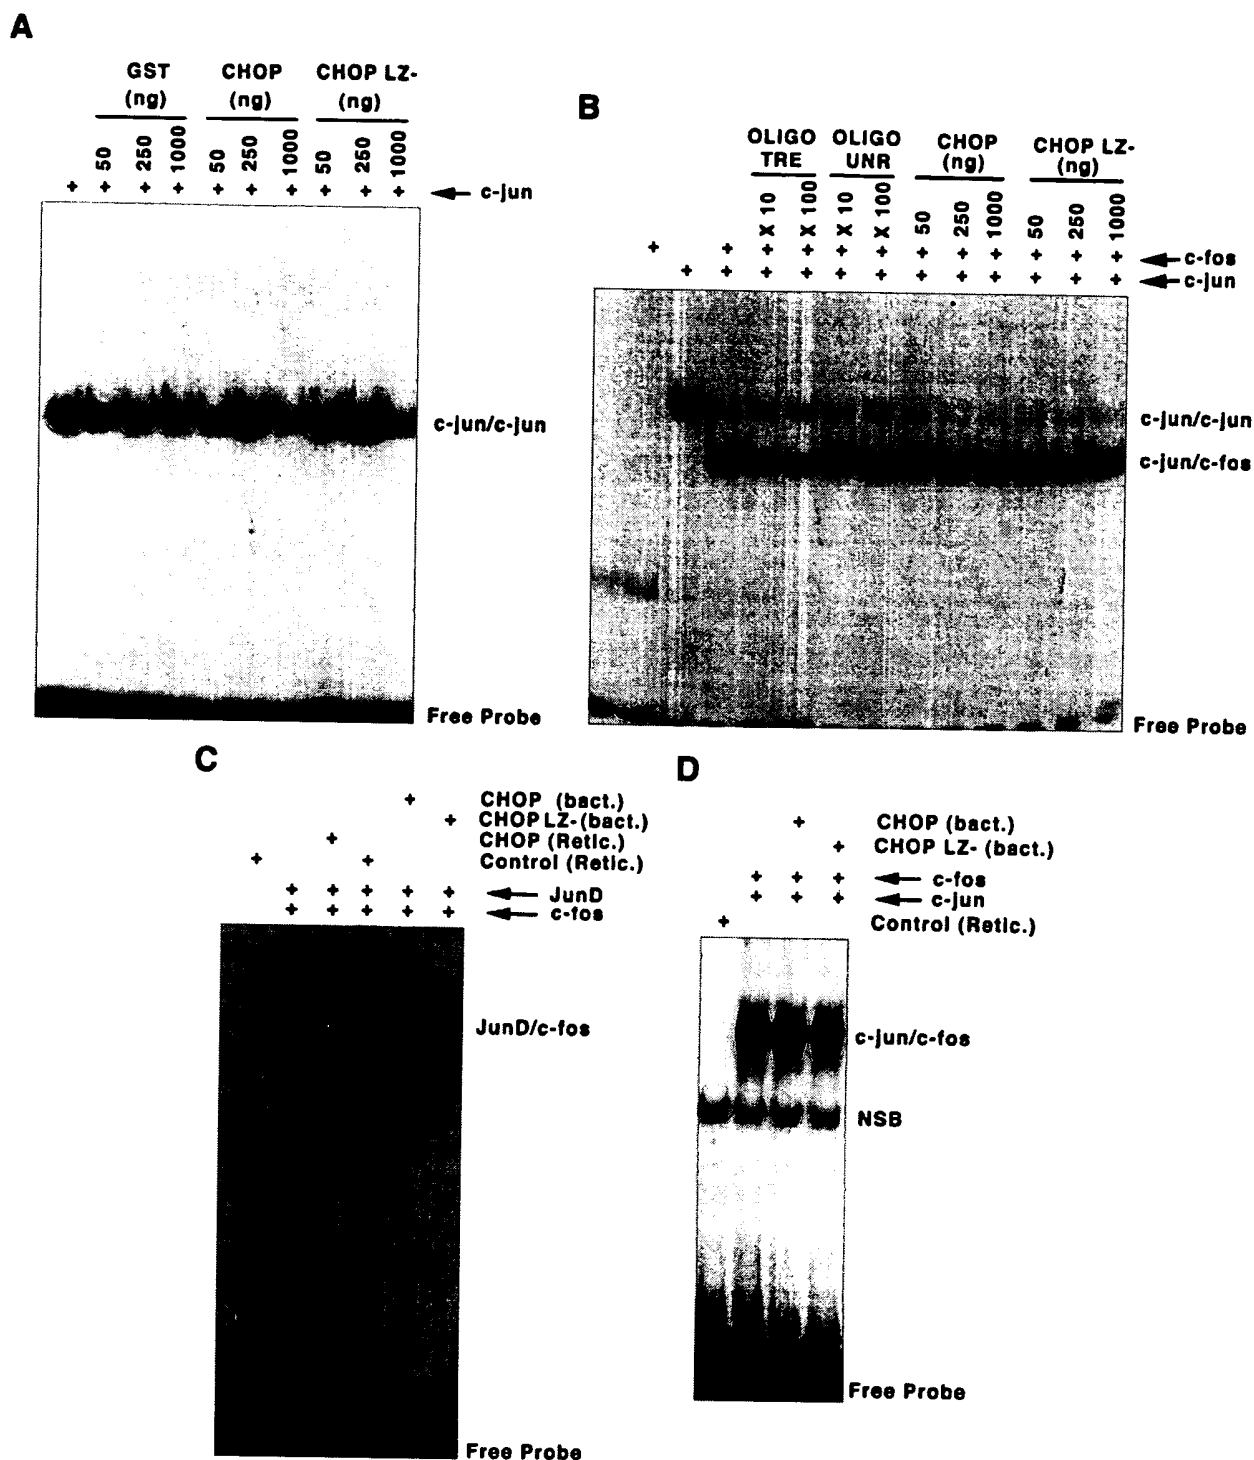 A
GST CHOP CHOP LZ-
(ng) (ng) (ng)
50 250 1000 50 250 1000 50 250 1000
+ + + + + + + + + + c-jun
c-jun/c-jun
Free Probe
B
OLIGO OLIGO CHOP CHOP LZ-
TRE UNR (ng) (ng)
X 10 X 100 X 10 X 100 50 250 1000 50 250 1000
+ + + + + + + + + + + + c-fos
+ + + + + + + + + + + + c-jun
c-jun/c-jun
c-jun/c-fos
Free Probe
C
+ CHOP (bact.)
+ CHOP LZ- (bact.)
+ CHOP (Retic.)
+ + Control (Retic.)
+ + + + + JunD
+ + + + + c-fos
JunD/c-fos
Free Probe
D
+ CHOP (bact.)
+ CHOP LZ- (bact.)
+ + + c-fos
+ + + c-jun
+ Control (Retic.)
c-jun/c-fos
NSB
Free Probe